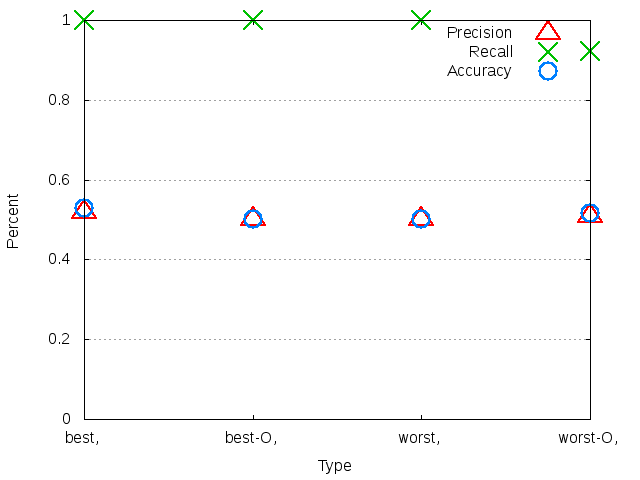 1
Precision
Recall
Accuracy
0.8
0.6
Percent
0.4
0.2
0
best, best-O, worst, worst-O,
Type